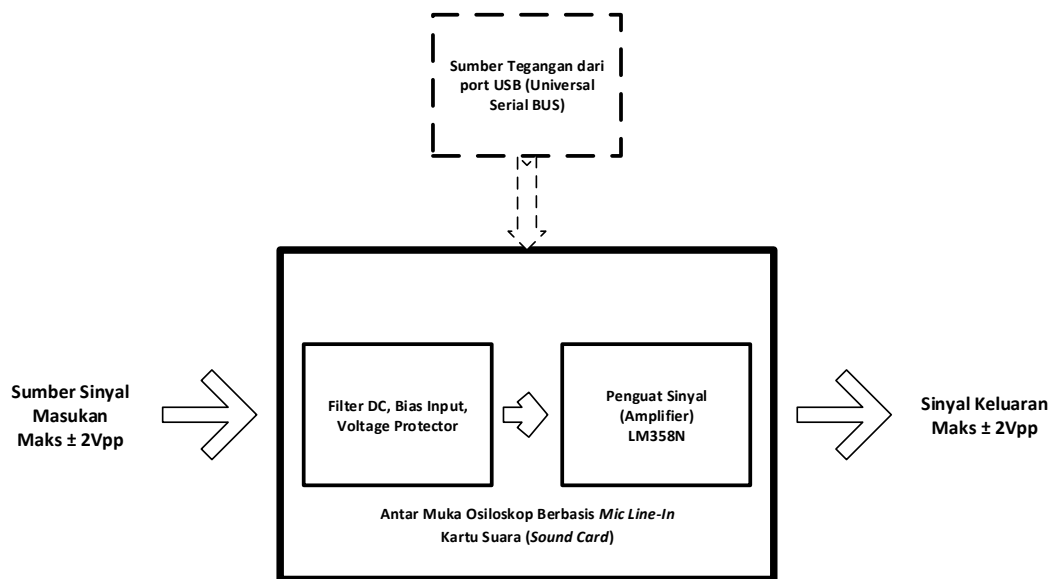 Sumber Tegangan dari
port USB (Universal
Serial BUS)
Sumber Sinyal
Masukan
Maks ± 2Vpp
Filter DC, Bias Input,
Voltage Protector
Penguat Sinyal
(Amplifier)
LM358N
Sinyal Keluaran
Maks ± 2Vpp
Antar Muka Osiloskop Berbasis Mic Line-In
Kartu Suara (Sound Card)